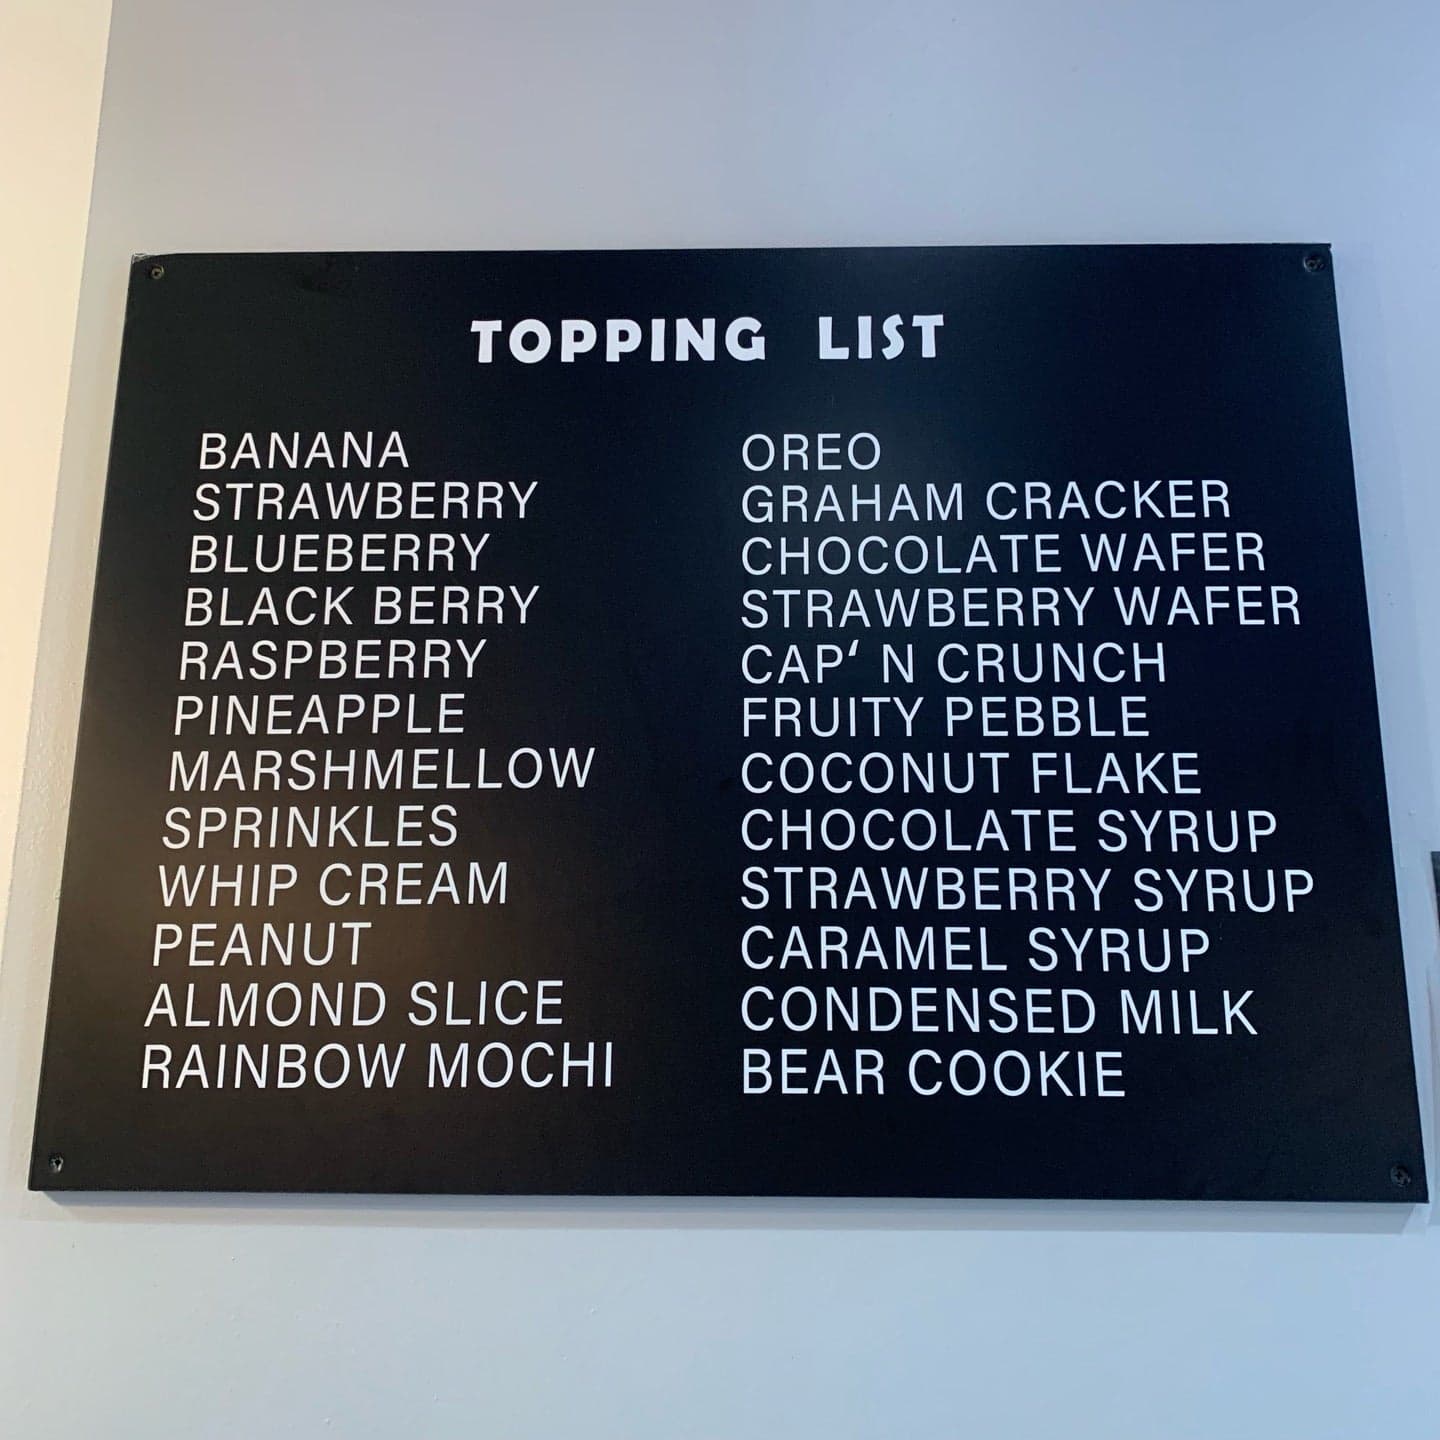 TOPPING LIST
BANANA
STRAWBERRY
BLUEBERRY
BLACK BERRY
RASPBERRY
PINEAPPLE
MARSHMELLOW
SPRINKLES
WHIP CREAM
PEANUT
ALMOND SLICE
RAINBOW MOCHI
OREO
GRAHAM CRACKER
CHOCOLATE WAFER
STRAWBERRY WAFER
CAP‘ N CRUNCH
FRUITY PEBBLE
COCONUT FLAKE
CHOCOLATE SYRUP
STRAWBERRY SYRUP
CARAMEL SYRUP
CONDENSED MILK
BEAR COOKIE